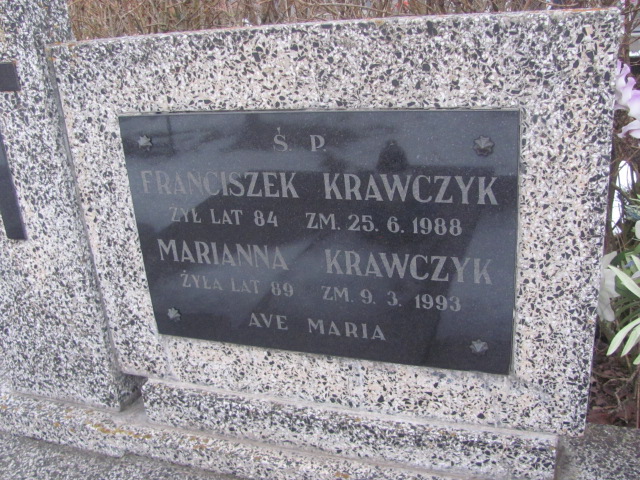 Ś. P.
FRANCISZEK KRAWCZYK
ŻYŁ LAT 84 ZM. 25. 6. 1988
MARIANNA KRAWCZYK
ŻYŁA LAT 89 ZM. 9. 3. 1993
AVE MARIA